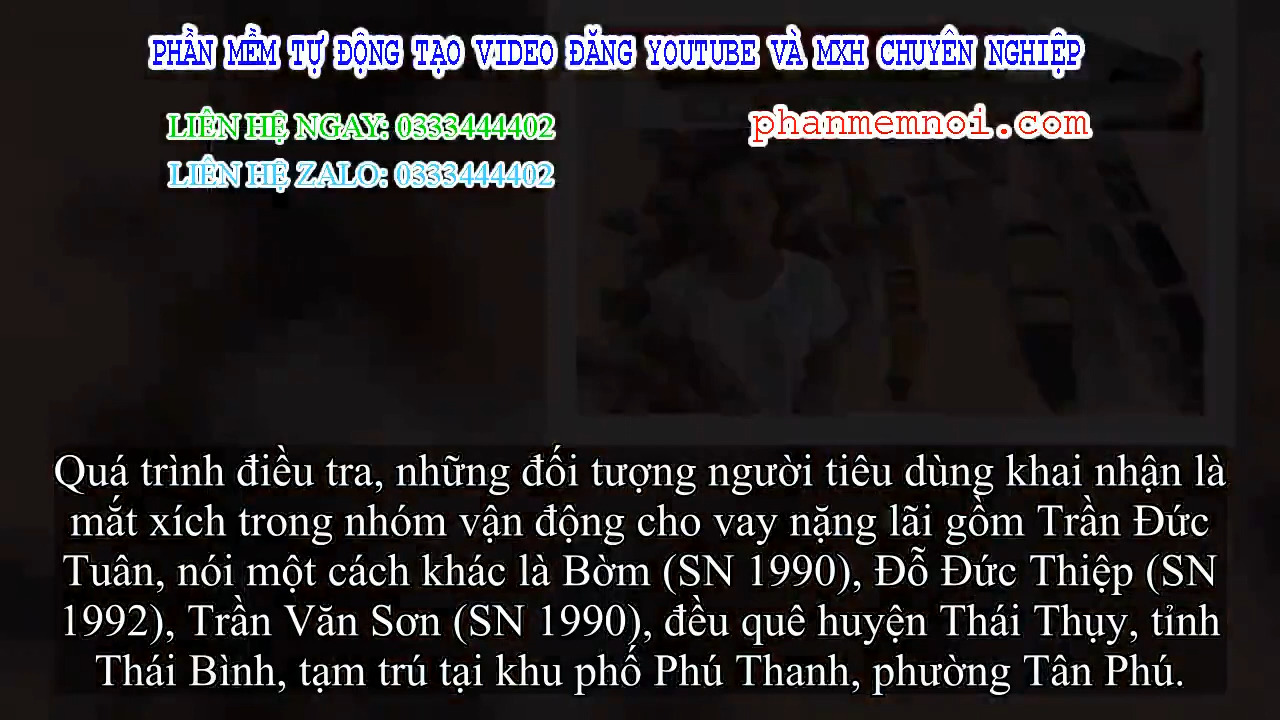 PHẦN MỀM TỰ ĐỘNG TẠO VIDEO ĐĂNG YOUTUBE VÀ MXH CHUYÊN NGHIỆP
LIÊN HỆ NGAY: 0333444402
phanmemnoi.com
LIÊN HỆ ZALO: 0333444402
Quá trình điều tra, những đối tượng người tiêu dùng khai nhận là
mắt xích trong nhóm vận động cho vay nặng lãi gồm Trần Đức
Tuân, nói một cách khác là Bờm (SN 1990), Đỗ Đức Thiệp (SN
1992), Trần Văn Sơn (SN 1990), đều quê huyện Thái Thụy, tỉnh
Thái Bình, tạm trú tại khu phố Phú Thanh, phường Tân Phú.